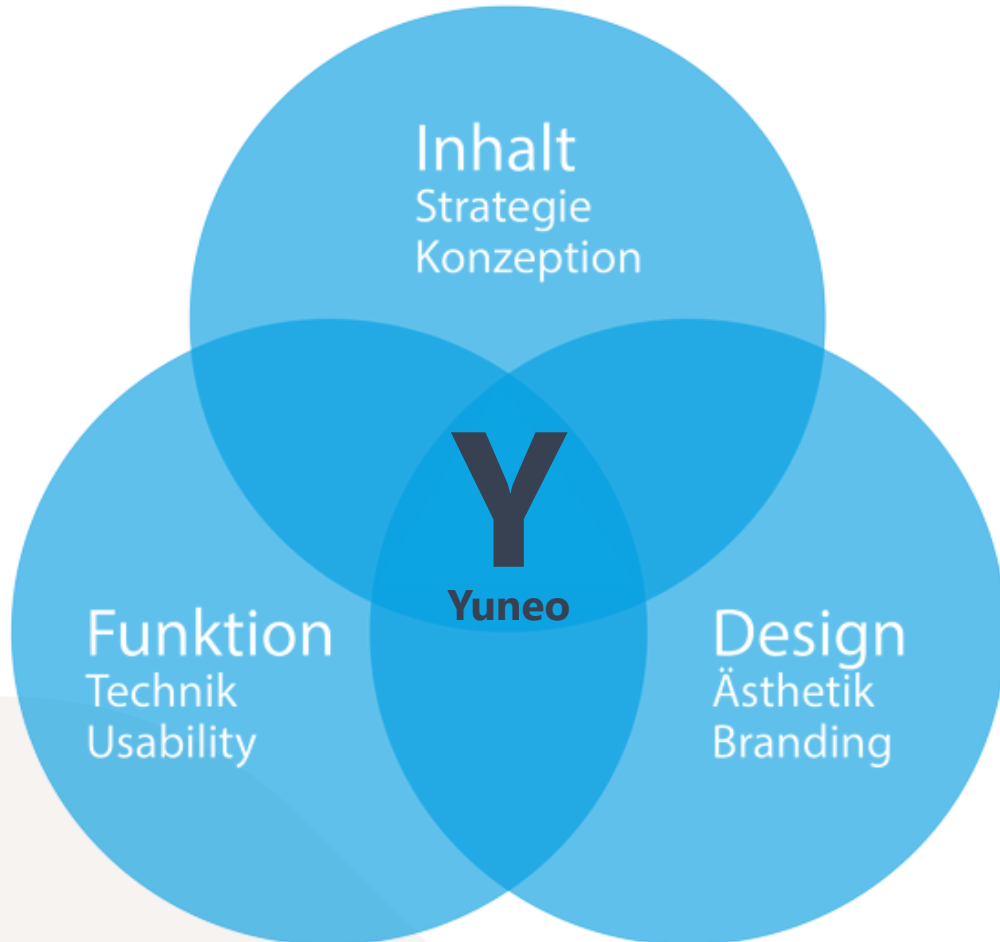 Inhalt
Strategie
Konzeption
Y
Yuneo
Funktion
Technik
Usability
Design
Ästhetik
Branding